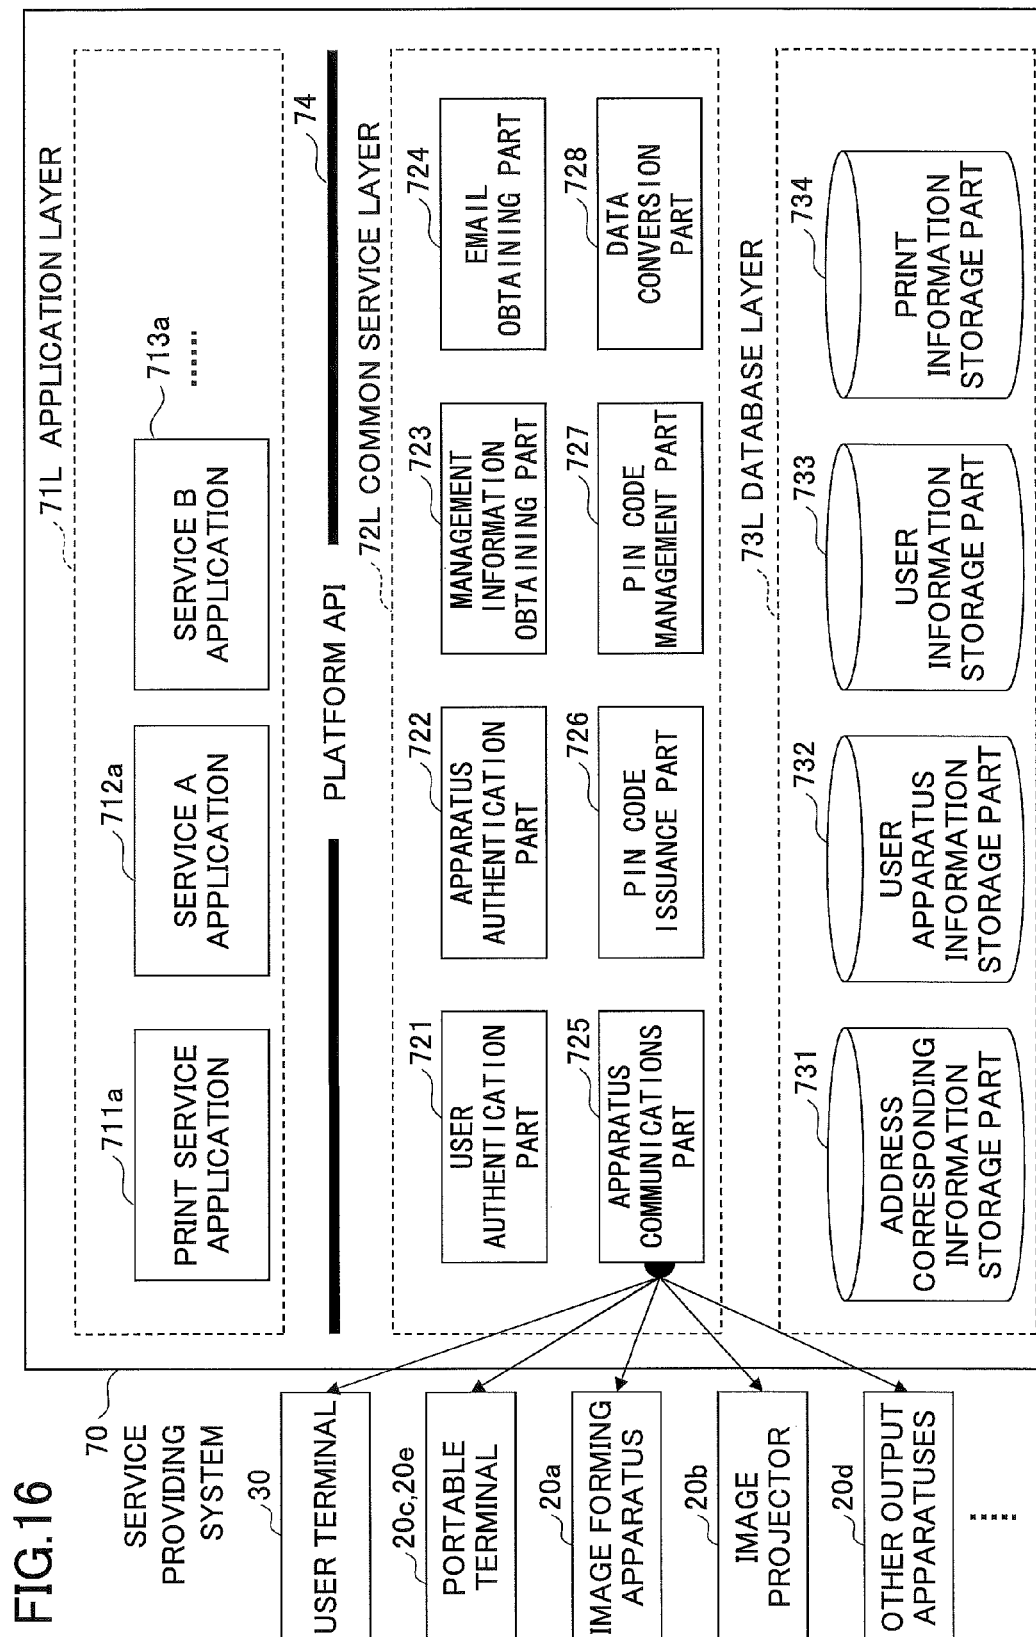 FIG.16
70
SERVICE
PROVIDING
SYSTEM
30
USER TERMINAL
20c,20e
PORTABLE
TERMINAL
20a
IMAGE FORMING
APPARATUS
20b
IMAGE
PROJECTOR
20d
OTHER OUTPUT
APPARATUSES
71L APPLICATION LAYER
711a
PRINT SERVICE
APPLICATION
712a
SERVICE A
APPLICATION
713a
SERVICE B
APPLICATION
PLATFORM API
74
72L COMMON SERVICE LAYER
721
USER
AUTHENTICATION
PART
722
APPARATUS
AUTHENTICATION
PART
723
MANAGEMENT
INFORMATION
OBTAINING PART
724
EMAIL
OBTAINING PART
725
APPARATUS
COMMUNICATIONS
PART
726
PIN CODE
ISSUANCE PART
727
PIN CODE
MANAGEMENT PART
728
DATA
CONVERSION
PART
73L DATABASE LAYER
731
ADDRESS
CORRESPONDING
INFORMATION
STORAGE PART
732
USER
APPARATUS
INFORMATION
STORAGE PART
733
USER
INFORMATION
STORAGE PART
734
PRINT
INFORMATION
STORAGE PART